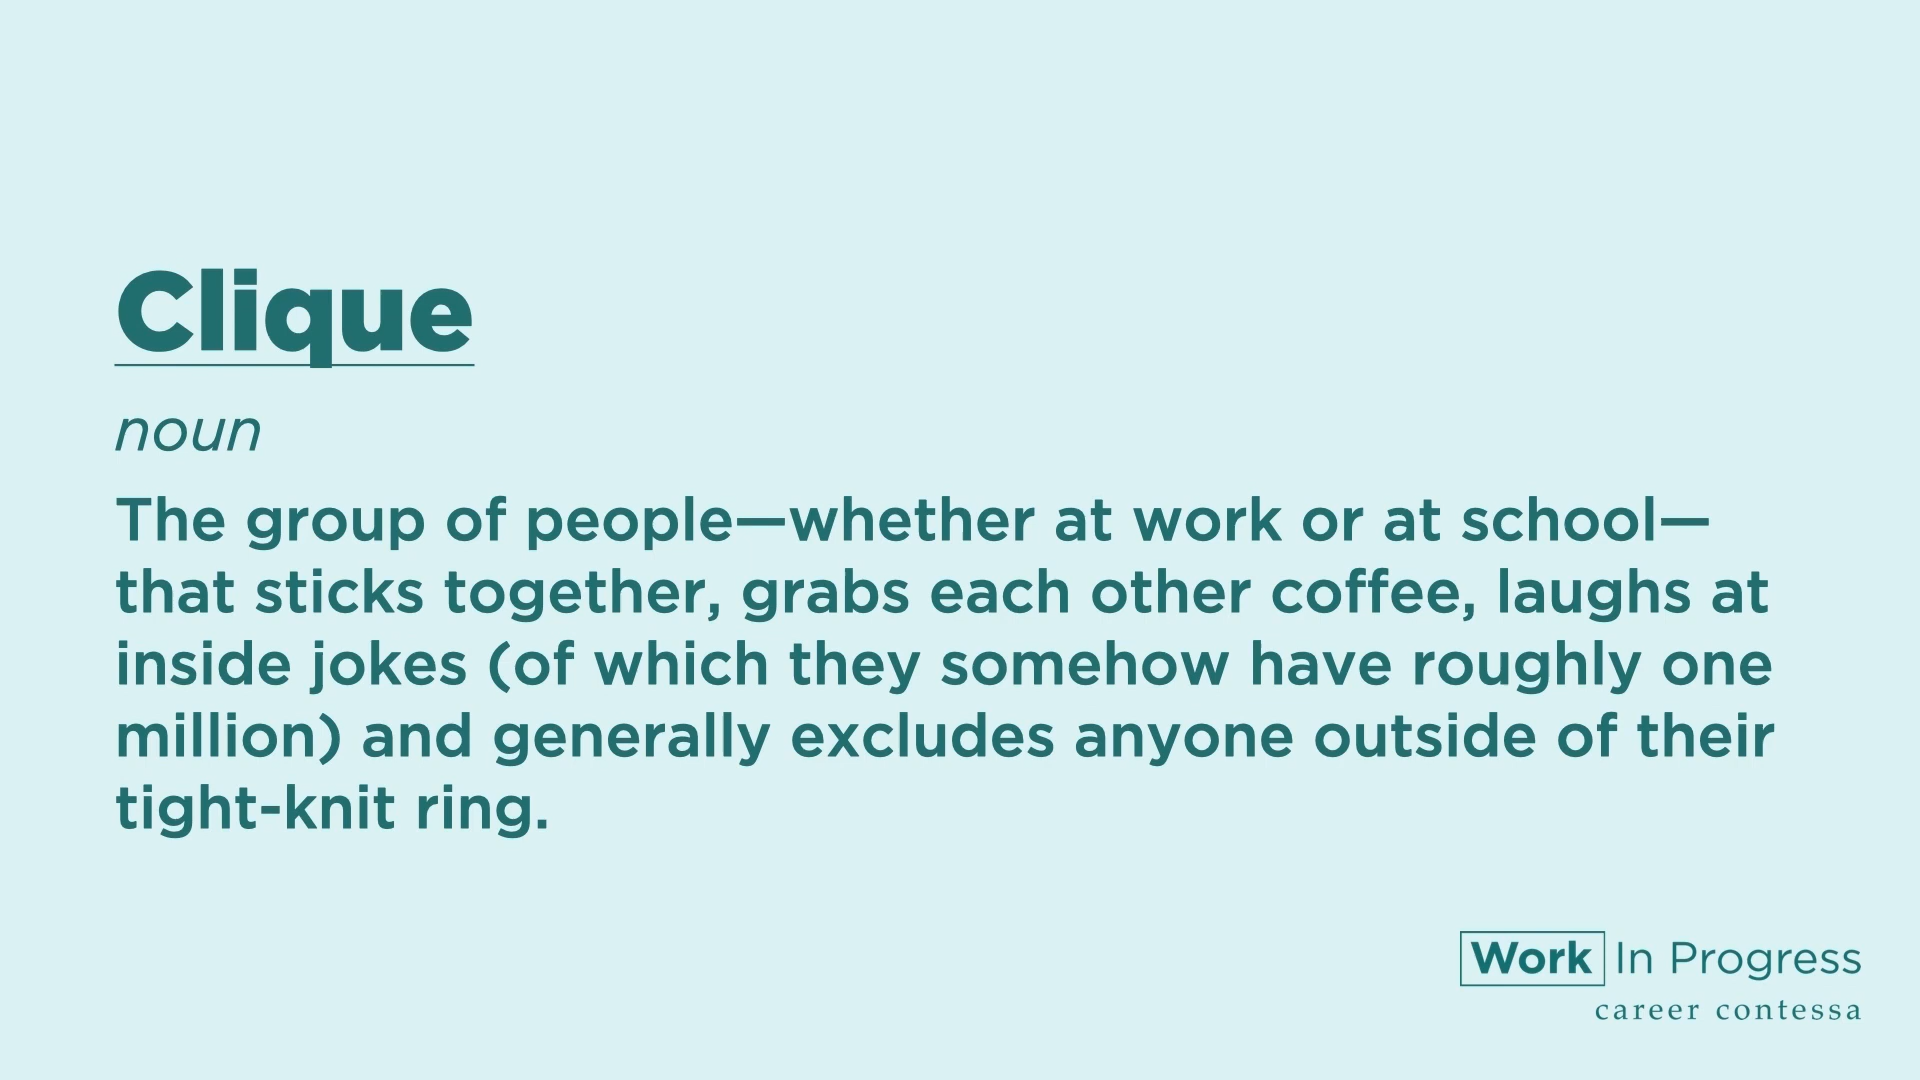 Clique
noun
The group of people—whether at work or at school—
that sticks together, grabs each other coffee, laughs at
inside jokes (of which they somehow have roughly one
million) and generally excludes anyone outside of their
tight-knit ring.
Work In Progress
career contessa